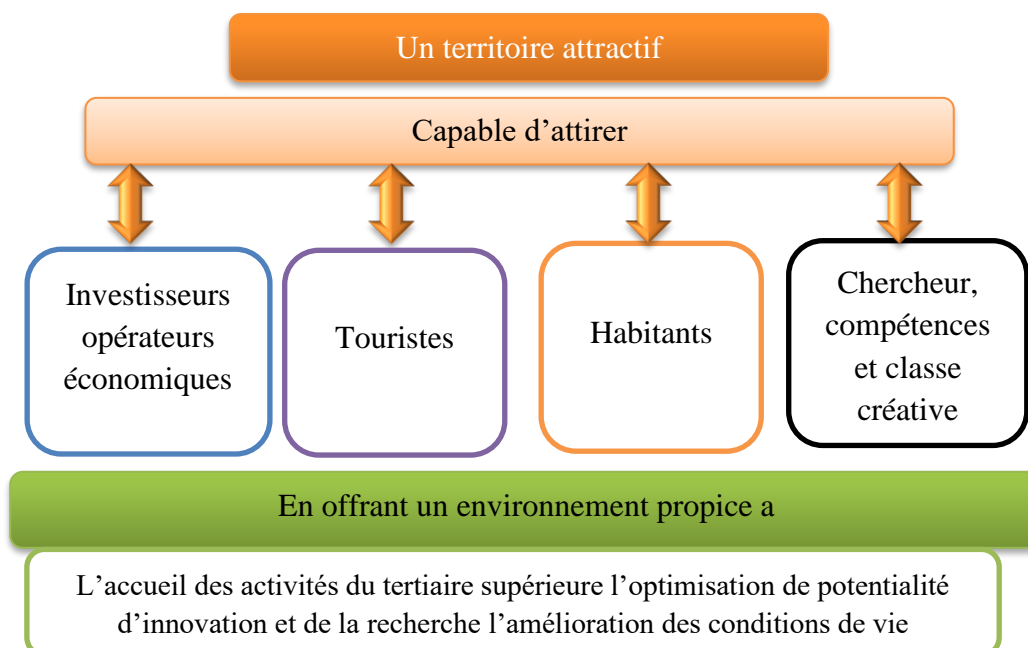 Un territoire attractif
Capable d’attirer
Investisseurs
opérateurs
économiques
Touristes
Habitants
Chercheur,
compétences
et classe
créative
En offrant un environnement propice a
L’accueil des activités du tertiaire supérieure l’optimisation de potentialité
d’innovation et de la recherche l’amélioration des conditions de vie